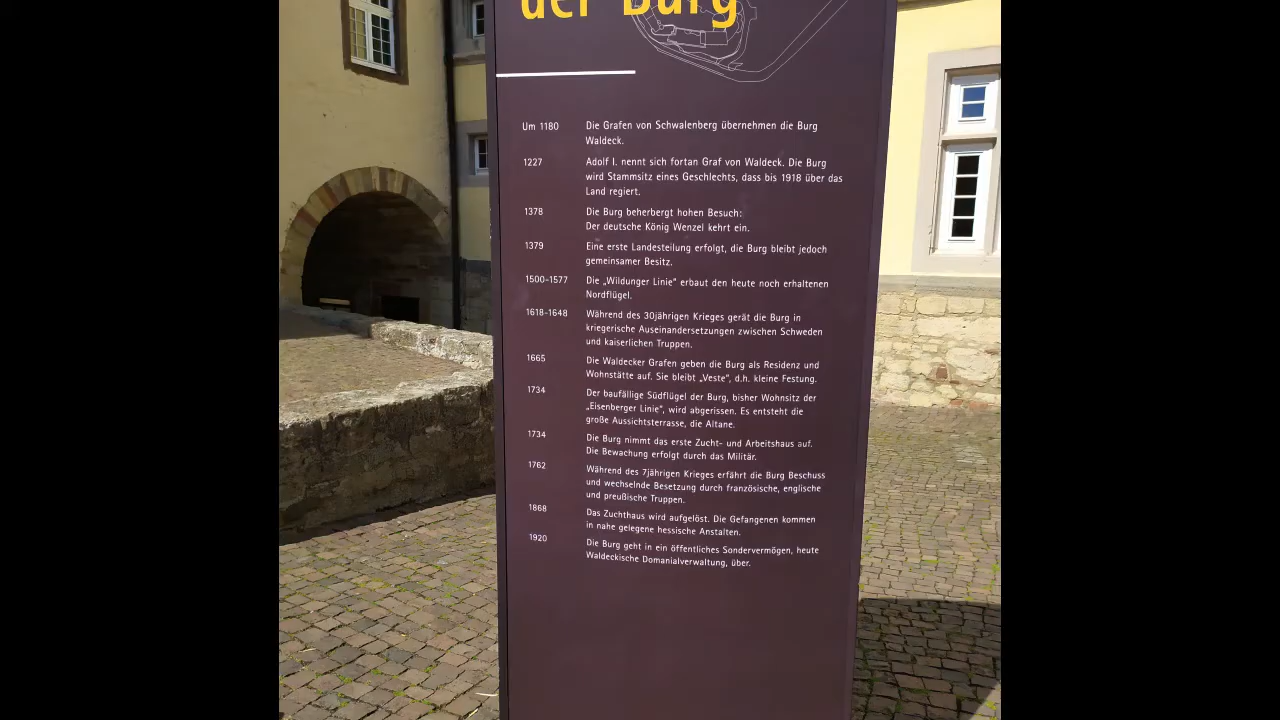 der Burg
Um 1180 Die Grafen von Schwalenberg übernehmen die Burg
Waldeck.
1227 Adolf I. nennt sich fortan Graf von Waldeck. Die Burg
wird Stammsitz eines Geschlechts, dass bis 1918 über das
Land regiert.
1378 Die Burg beherbergt hohen Besuch:
Der deutsche König Wenzel kehrt ein.
1379 Eine erste Landesteilung erfolgt, die Burg bleibt jedoch
gemeinsamer Besitz.
1500-1577 Die „Wildunger Linie" erbaut den heute noch erhaltenen
Nordflügel.
1618-1648 Während des 30jährigen Krieges gerät die Burg in
kriegerische Auseinandersetzungen zwischen Schweden
und kaiserlichen Truppen.
1665 Die Waldecker Grafen geben die Burg als Residenz und
Wohnstätte auf. Sie bleibt „Veste", d.h. kleine Festung.
1734 Der baufällige Südflügel der Burg, bisher Wohnsitz der
„Eisenberger Linie", wird abgerissen. Es entsteht die
große Aussichtsterrasse, die Altane.
1734 Die Burg nimmt das erste Zucht- und Arbeitshaus auf.
Die Bewachung erfolgt durch das Militär.
1762 Während des 7jährigen Krieges erfährt die Burg Beschuss
und wechselnde Besetzung durch französische, englische
und preußische Truppen.
1868 Das Zuchthaus wird aufgelöst. Die Gefangenen kommen
in nahe gelegene hessische Anstalten.
1920 Die Burg geht in ein öffentliches Sondervermögen, heute
Waldeckische Domanialverwaltung, über.